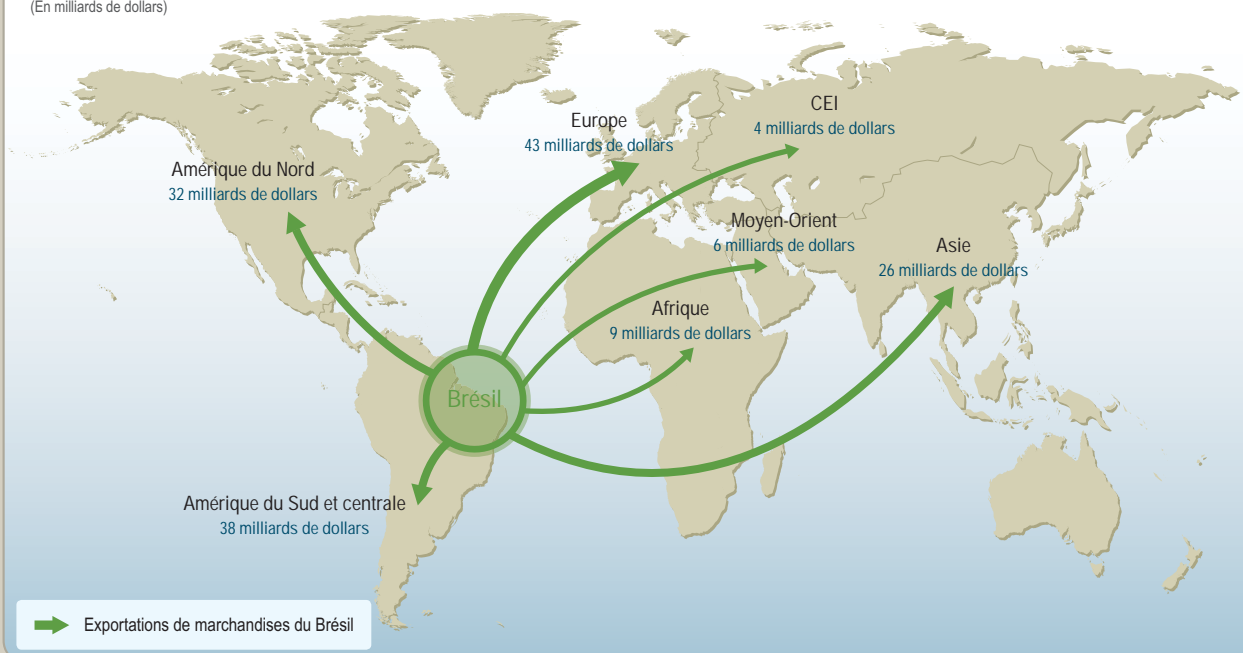 (En milliards de dollars)
CEI
4 milliards de dollars
Europe
43 milliards de dollars
Amérique du Nord
32 milliards de dollars
Moyen-Orient
6 milliards de dollars
Asie
26 milliards de dollars
Afrique
9 milliards de dollars
Brésil
Amérique du Sud et centrale
38 milliards de dollars
Exportations de marchandises du Brésil